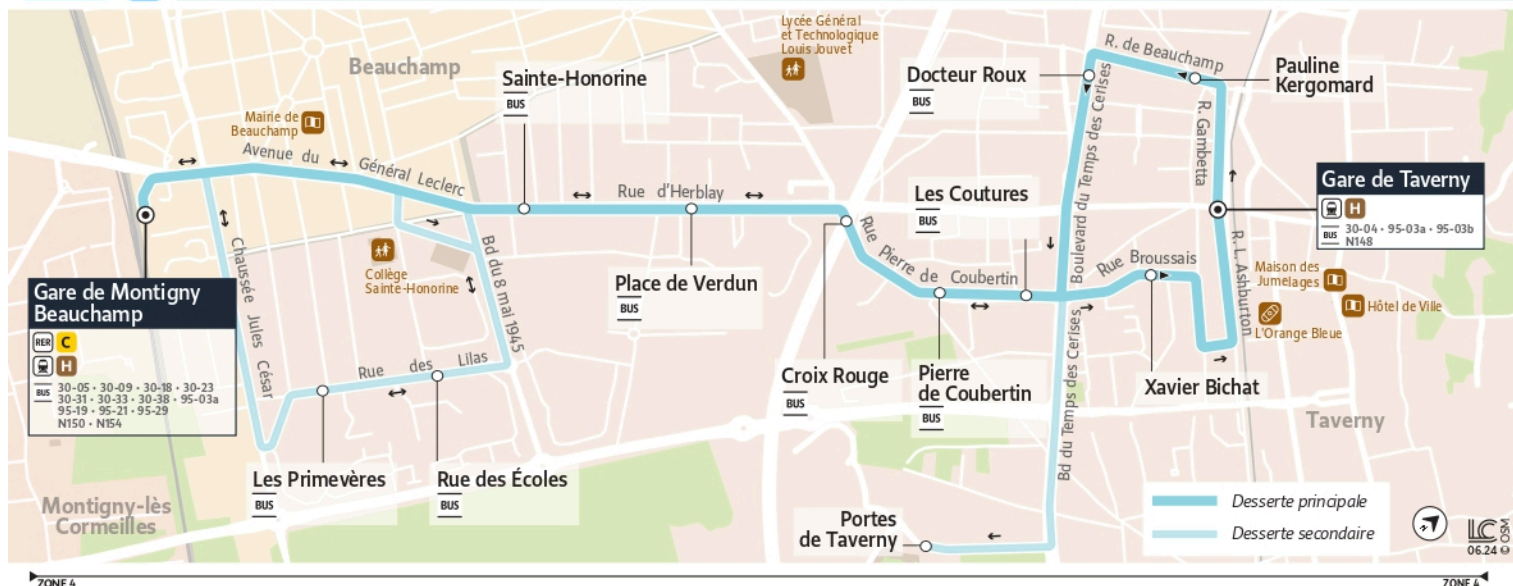 Lycée Général
et Technologique
Louis Jouvet
R. de Beauchamp
Beauchamp
Sainte-Honorine
BUS
Docteur Roux
BUS
Pauline
Kergomard
Mairie de
Beauchamp
Avenue du Général Leclerc
Rue d'Herblay
Boulevard du Temps des Cerises
R. Gambetta
Les Coutures
BUS
Gare de Taverny
H
BUS 30-04 • 95-03a • 95-03b
N148
Chaussée Jules César
Collège
Sainte-Honorine
Bd du 8 mai 1945
Place de Verdun
BUS
Rue Pierre de Coubertin
Rue Broussais
R. L. Ashburton
Maison des
Jumelages
Hôtel de Ville
L'Orange Bleue
Gare de Montigny
Beauchamp
RER C
H
BUS 30-05 • 30-09 • 30-18 • 30-23
30-31 • 30-33 • 30-38 • 95-03a
95-19 • 95-21 • 95-29
N150 • N154
Rue des Lilas
Croix Rouge
BUS
Pierre
de Coubertin
BUS
Bd du Temps des Cerises
Xavier Bichat
Taverny
Les Primevères
BUS
Rue des Écoles
BUS
Montigny-lès
Cormeilles
Portes
de Taverny
Desserte principale
Desserte secondaire
LC
06.24 © OSM
ZONE 4
ZONE 4